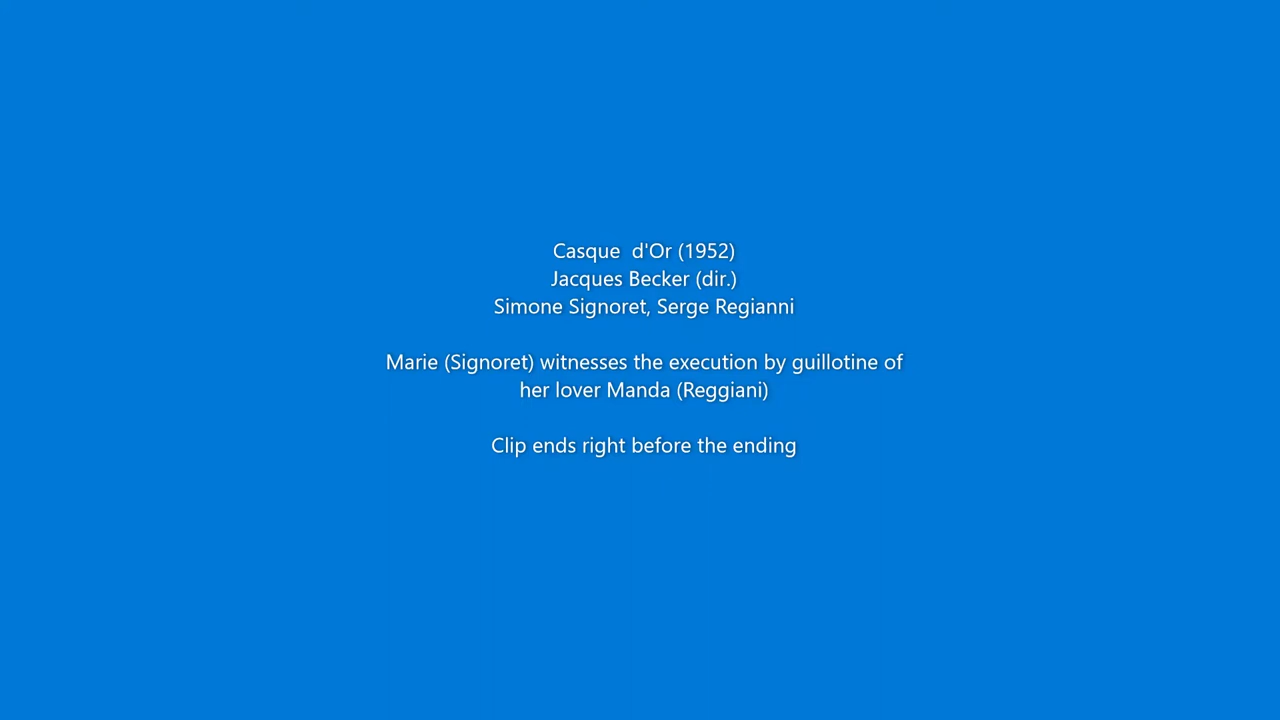 Casque  d'Or (1952)
Jacques Becker (dir.)
Simone Signoret, Serge Regianni
Marie (Signoret) witnesses the execution by guillotine of
her lover Manda (Reggiani)
Clip ends right before the ending